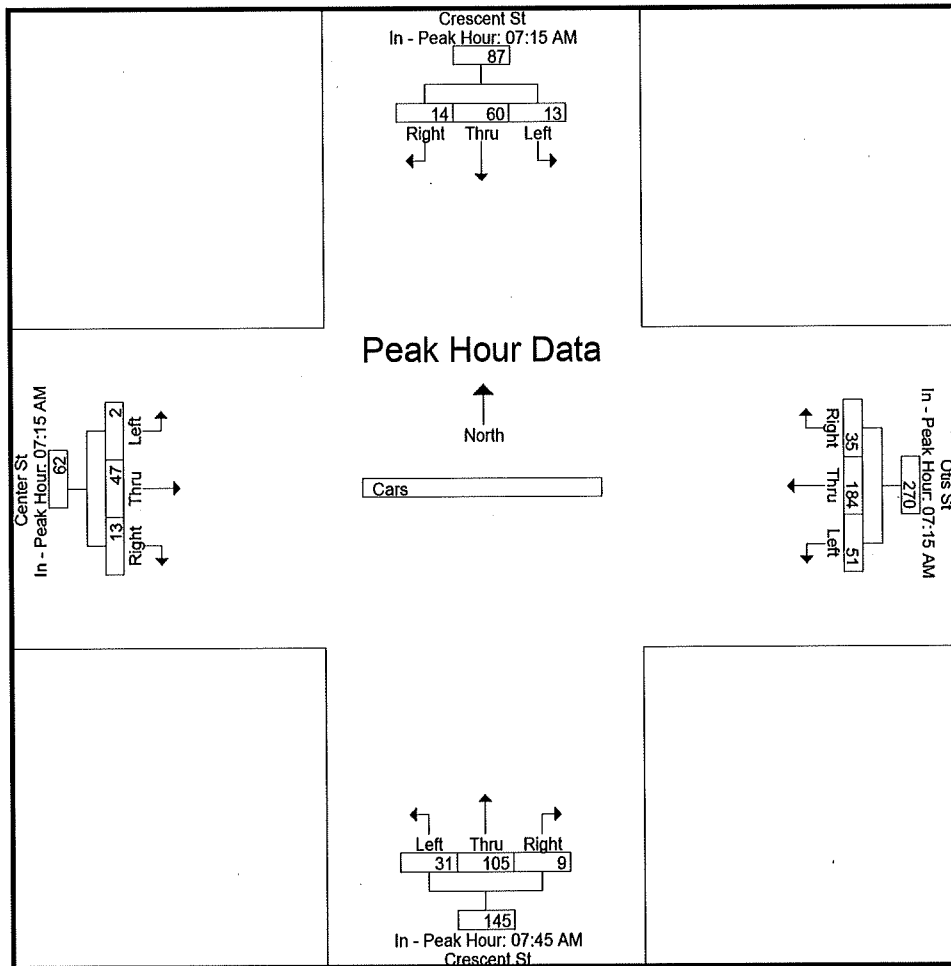 Crescent St
In - Peak Hour: 07:15 AM
87
14 60 13
Right Thru Left
Peak Hour Data
North
Cars
Center St
In - Peak Hour: 07:15 AM
62
2 47 13
Left Thru Right
Right Thru Left
35 184 51
270
In - Peak Hour: 07:15 AM
Otis St
Left Thru Right
31 105 9
145
In - Peak Hour: 07:45 AM
Crescent St